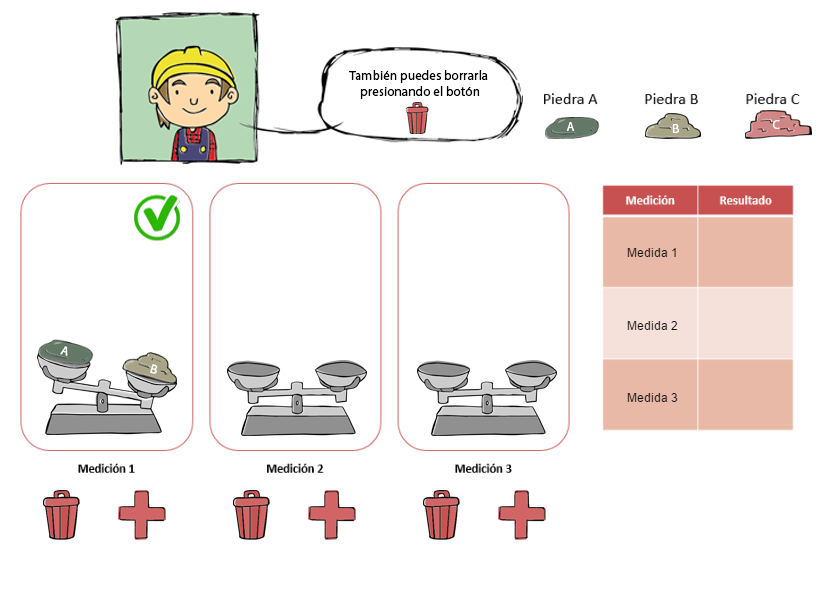 También puedes borrarla
presionando el botón
Piedra A
Piedra B
Piedra C
A
B
C
Medición
Resultado
Medida 1
Medida 2
Medida 3
A
B
Medición 1
Medición 2
Medición 3